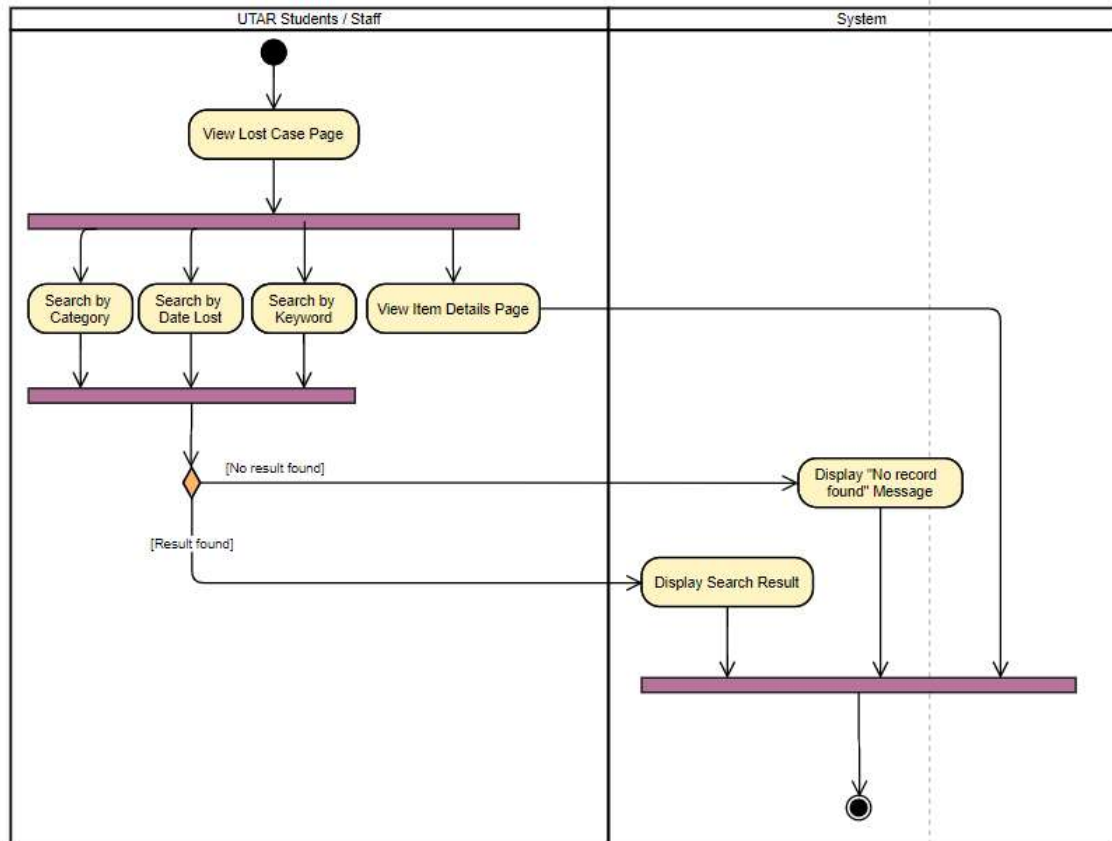 UTAR Students / Staff
System
View Lost Case Page
Search by
Category
Search by
Date Lost
Search by
Keyword
View Item Details Page
[No result found]
Display "No record
found" Message
[Result found]
Display Search Result